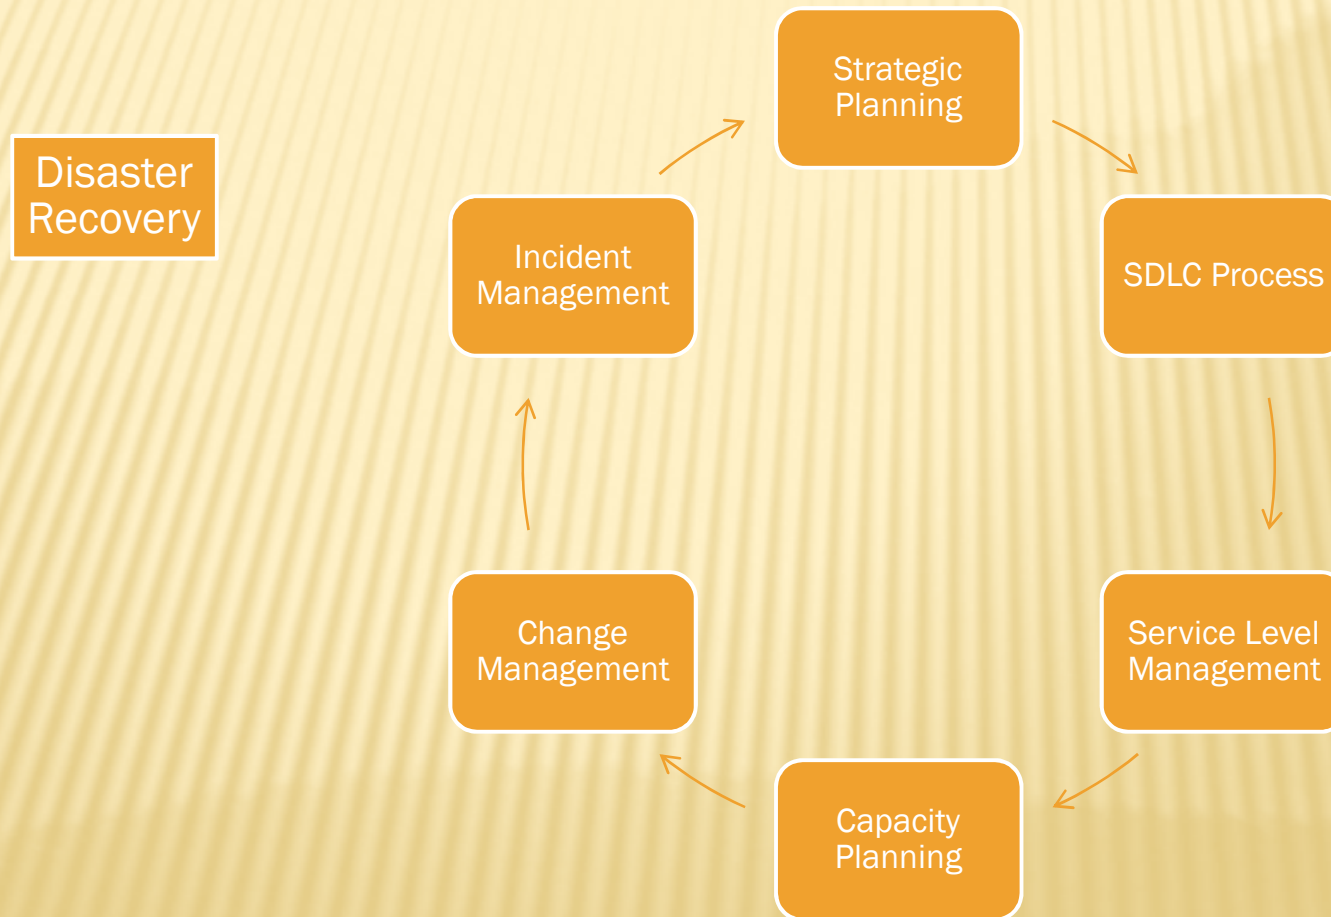 Disaster
Recovery
Strategic
Planning
SDLC Process
Service Level
Management
Capacity
Planning
Change
Management
Incident
Management